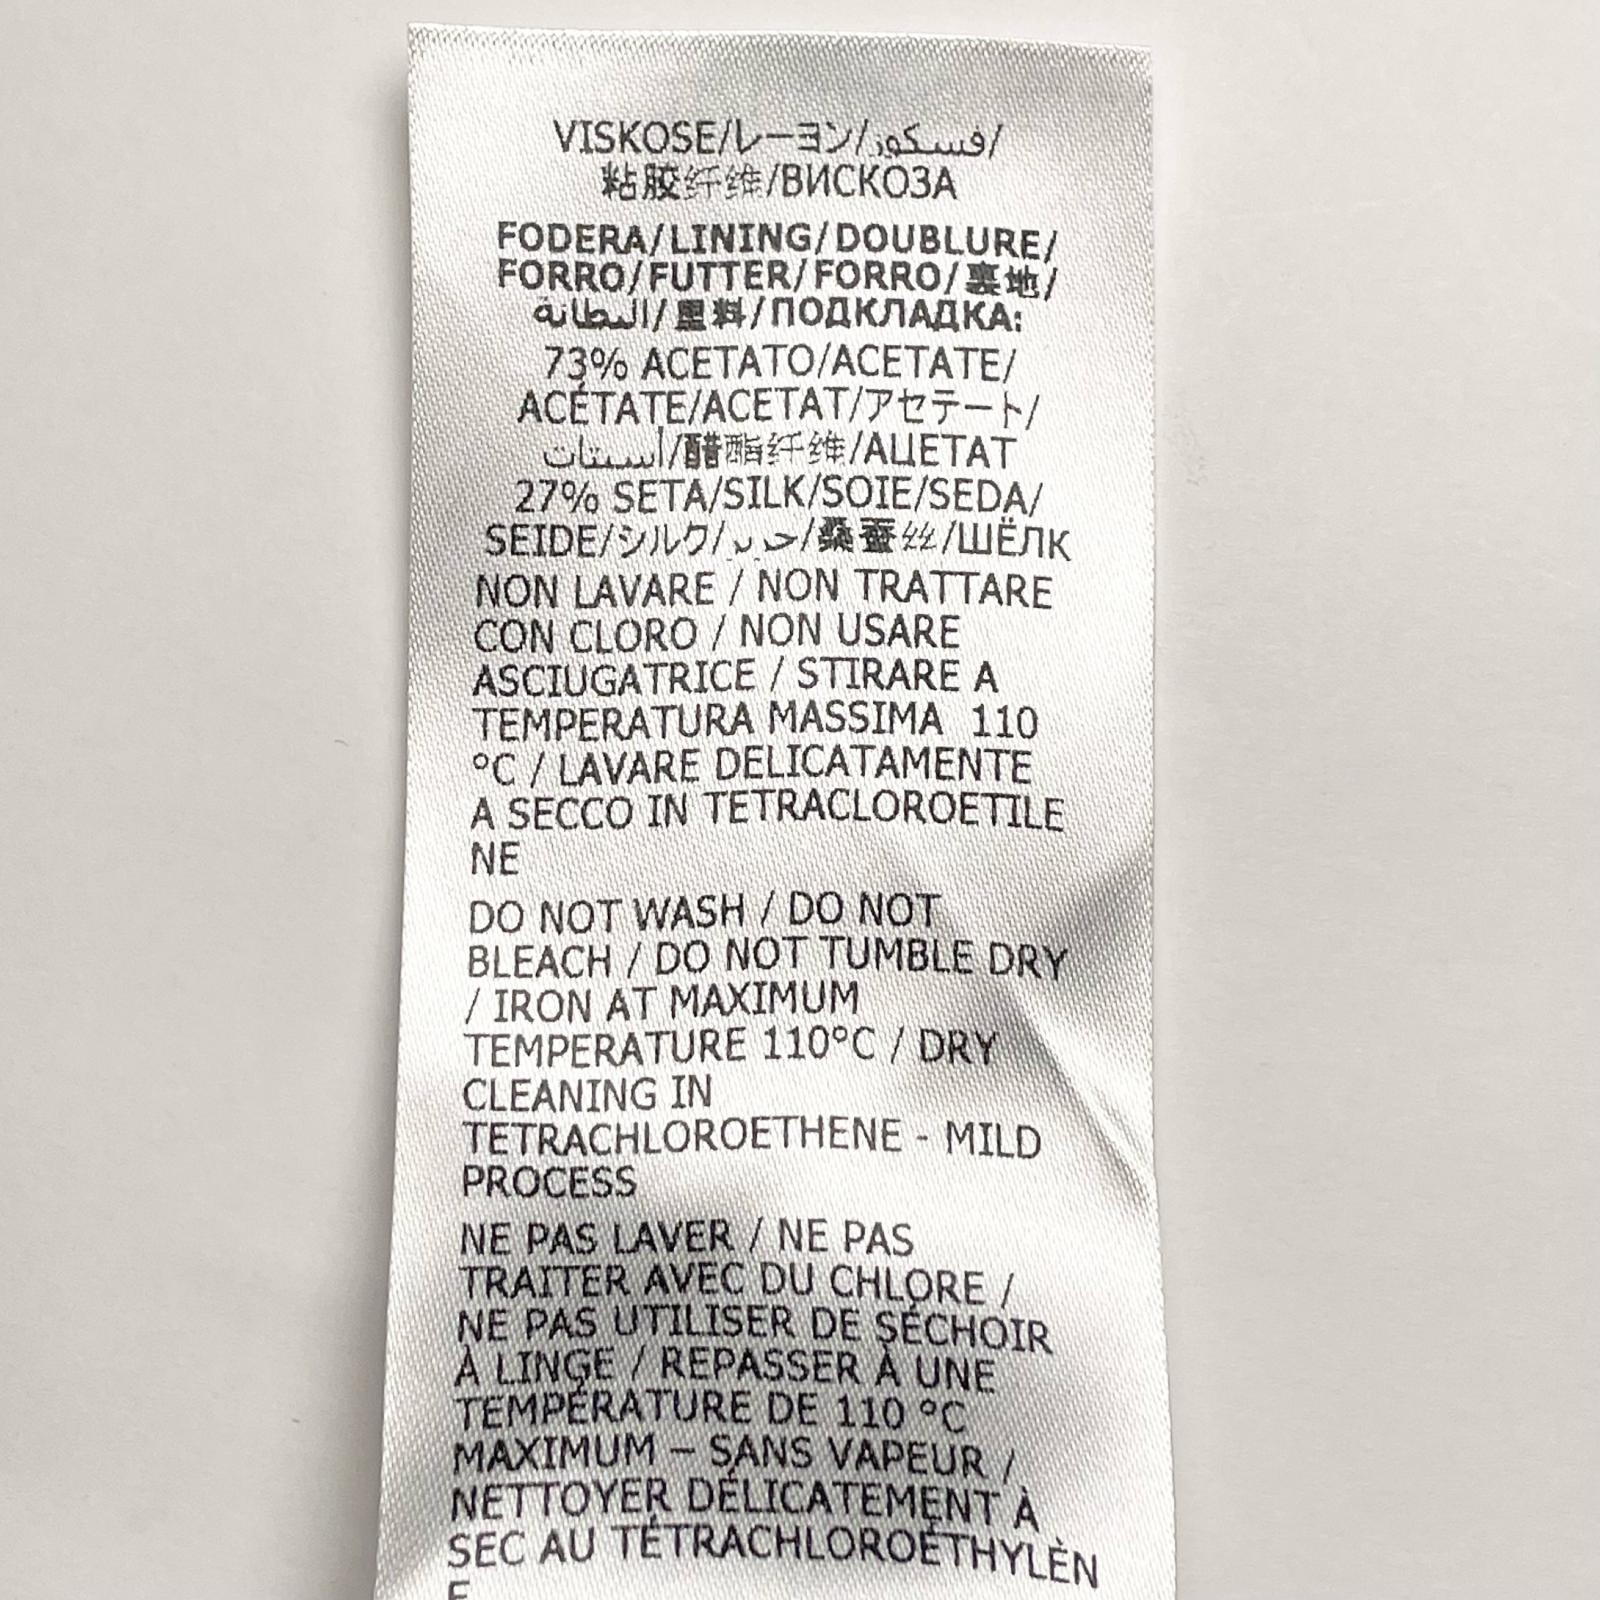 VISKOSE/レーヨン/فسكوز/
粘胶纤维/ВИСКОЗА
FODERA/LINING/DOUBLURE/
FORRO/FUTTER/FORRO/裏地/
البطانة/里料/ПОДКЛАДКА:
73% ACETATO/ACETATE/
ACÉTATE/ACETAT/アセテート/
أسيتات/醋酯纤维/АЦЕТАТ
27% SETA/SILK/SOIE/SEDA/
SEIDE/シルク/حرير/桑蚕丝/ШЁЛК
NON LAVARE / NON TRATTARE
CON CLORO / NON USARE
ASCIUGATRICE / STIRARE A
TEMPERATURA MASSIMA 110
°C / LAVARE DELICATAMENTE
A SECCO IN TETRACLOROETILE
NE
DO NOT WASH / DO NOT
BLEACH / DO NOT TUMBLE DRY
/ IRON AT MAXIMUM
TEMPERATURE 110°C / DRY
CLEANING IN
TETRACHLOROETHENE - MILD
PROCESS
NE PAS LAVER / NE PAS
TRAITER AVEC DU CHLORE /
NE PAS UTILISER DE SÉCHOIR
À LINGE / REPASSER À UNE
TEMPÉRATURE DE 110 °C
MAXIMUM – SANS VAPEUR /
NETTOYER DÉLICATEMENT À
SEC AU TÉTRACHLOROÉTHYLÈN
E